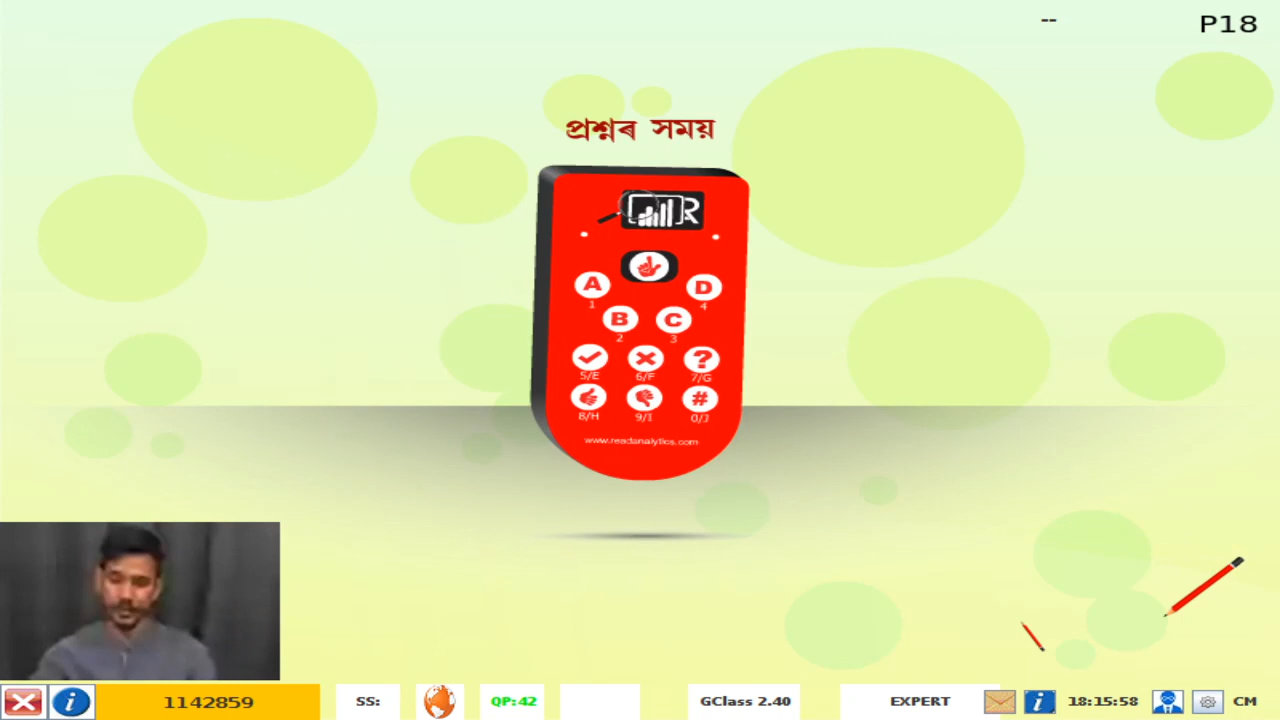 --
P18
প্ৰশ্নৰ সময়
R
A
D
1
4
B
C
2
3
?
5/E
6/F
7/G
#
8/H
9/I
0/J
www.readanalytics.com
1142859
SS:
QP:42
GClass 2.40
EXPERT
18:15:58
CM